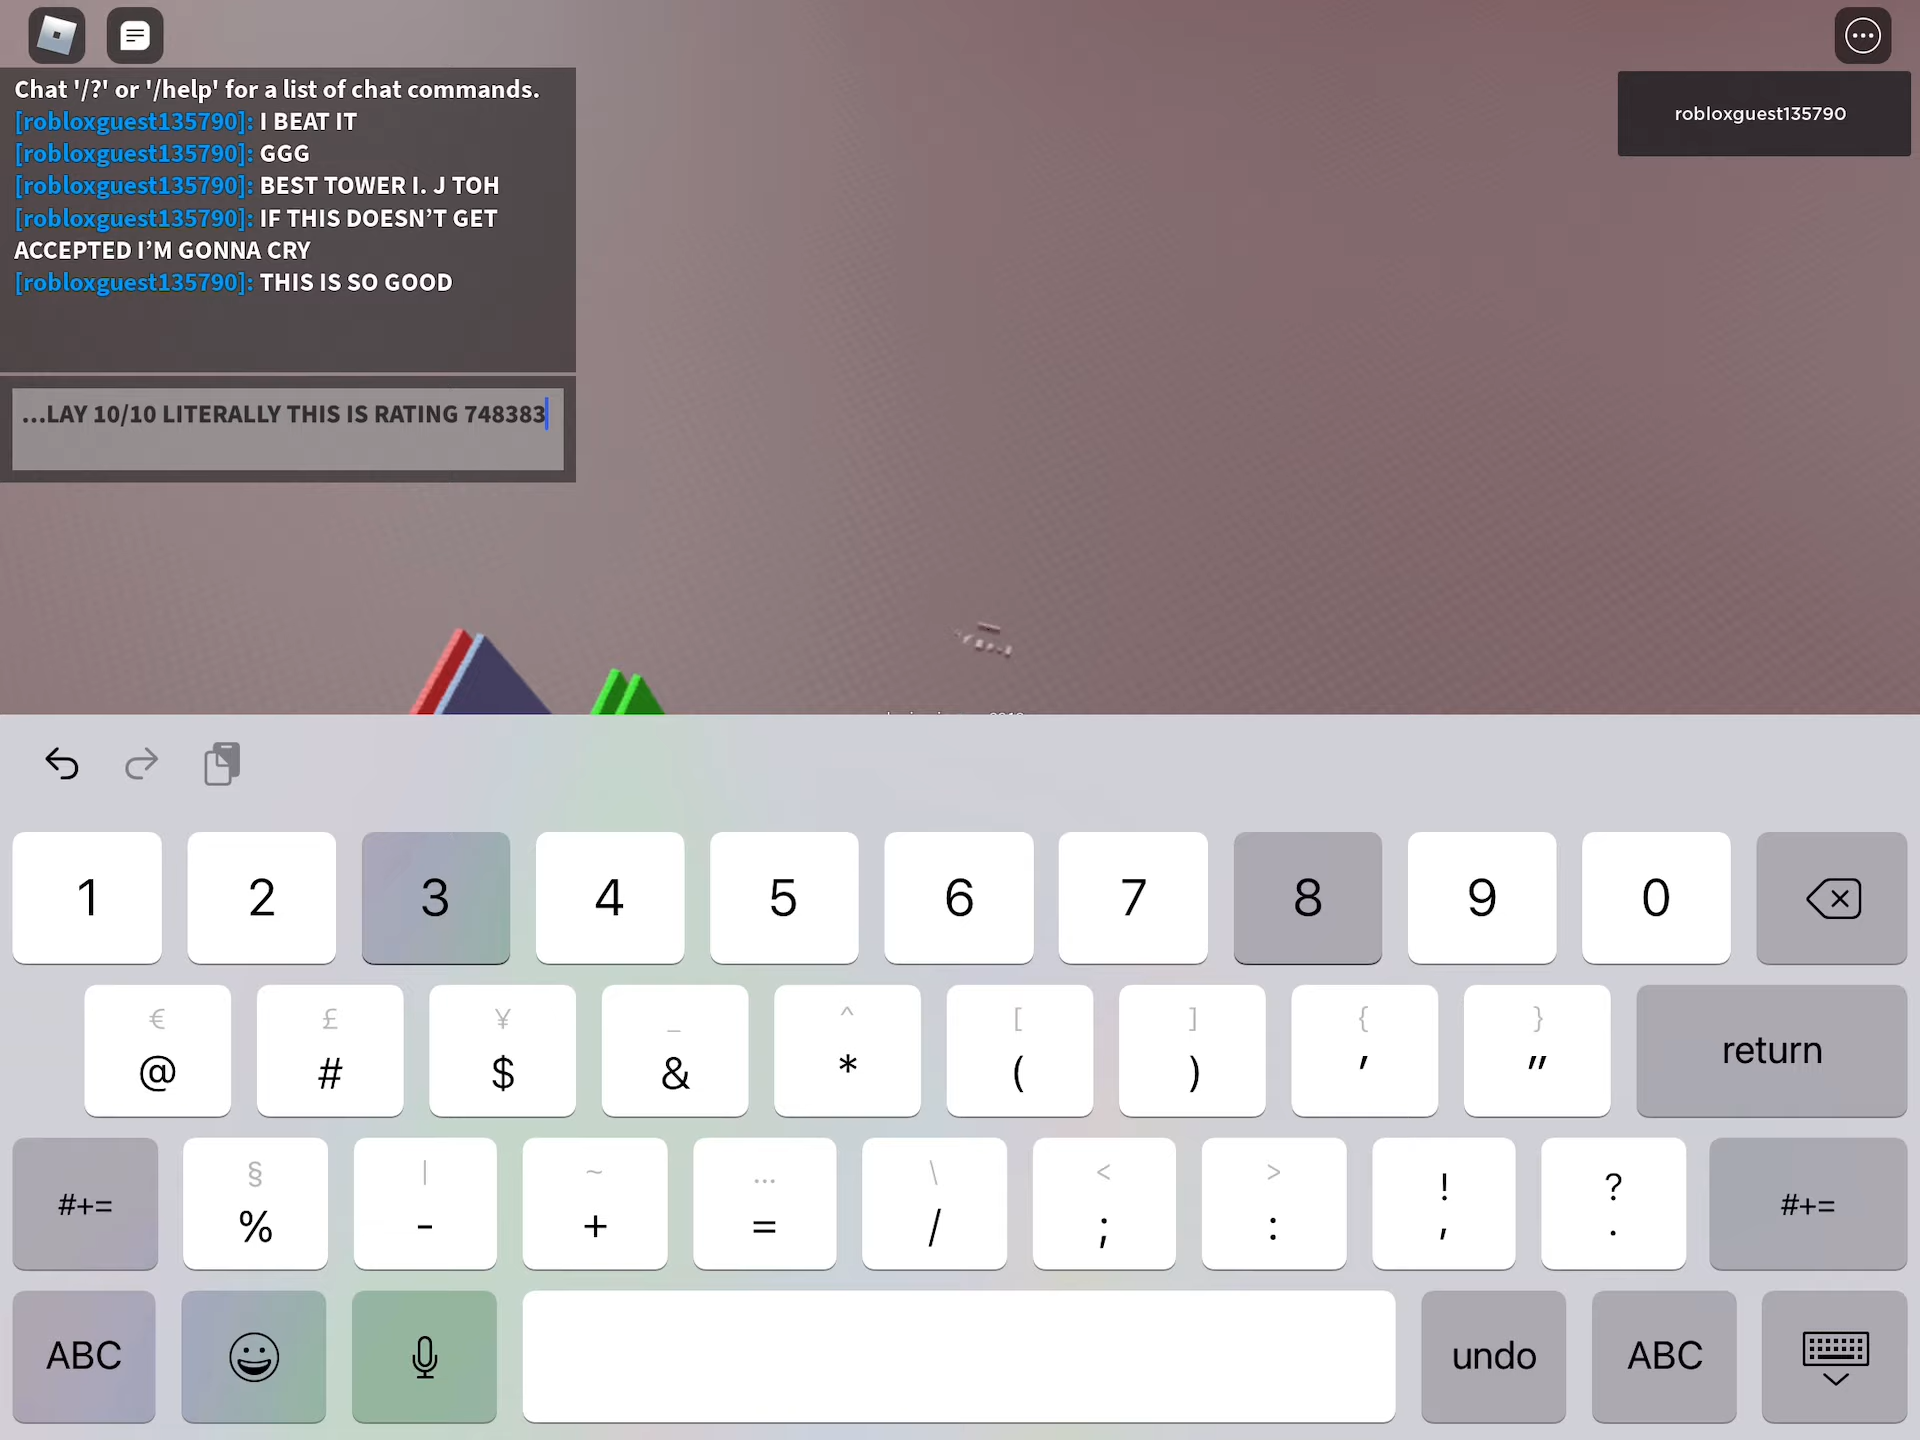 Chat '/?' or '/help' for a list of chat commands.
[robloxguest135790]: I BEAT IT
[robloxguest135790]: GGG
[robloxguest135790]: BEST TOWER I. J TOH
[robloxguest135790]: IF THIS DOESN’T GET
ACCEPTED I’M GONNA CRY
[robloxguest135790]: THIS IS SO GOOD
robloxguest135790
...LAY 10/10 LITERALLY THIS IS RATING 748383
1 2 3 4 5 6 7 8 9 0
€ £ ¥ _ ^ [ ] { }
@ # $ & * ( ) ' " return
§ | ~ ... \ < > ! ?
#+= % - + = / ; : , . #+=
ABC undo ABC